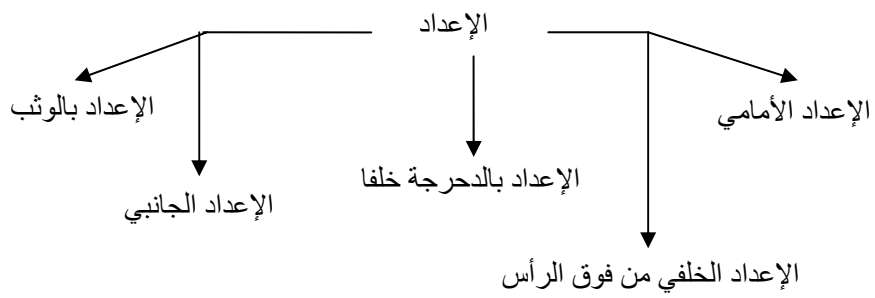 الإعداد
الإعداد الأمامي
الإعداد بالوثب
الإعداد بالدحرجة خلفا
الإعداد الجانبي
الإعداد الخلفي من فوق الرأس